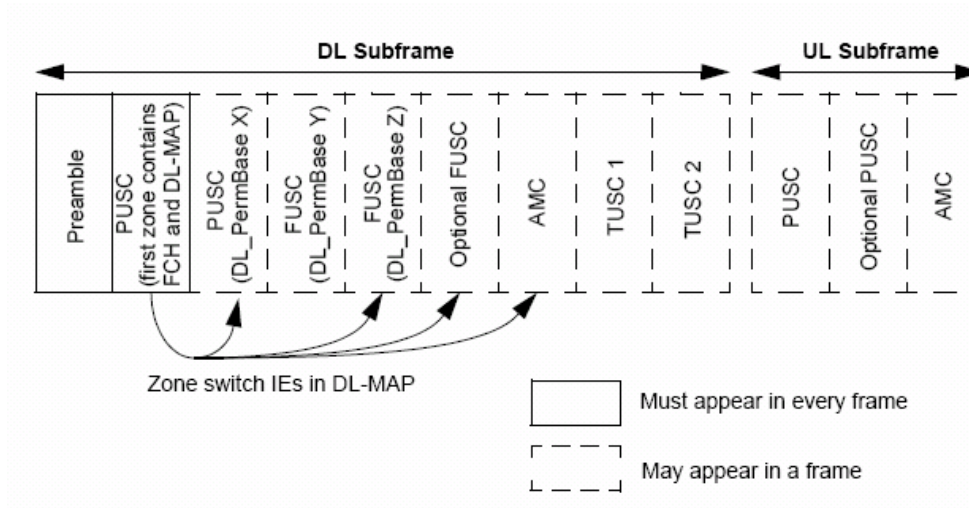 DL Subframe
UL Subframe
Preamble
PUSC
(first zone contains
FCH and DL-MAP)
PUSC
(DL_PermBase X)
FUSC
(DL_PermBase Y)
FUSC
(DL_PermBase Z)
Optional FUSC
AMC
TUSC 1
TUSC 2
PUSC
Optional PUSC
AMC
Zone switch IEs in DL-MAP
Must appear in every frame
May appear in a frame